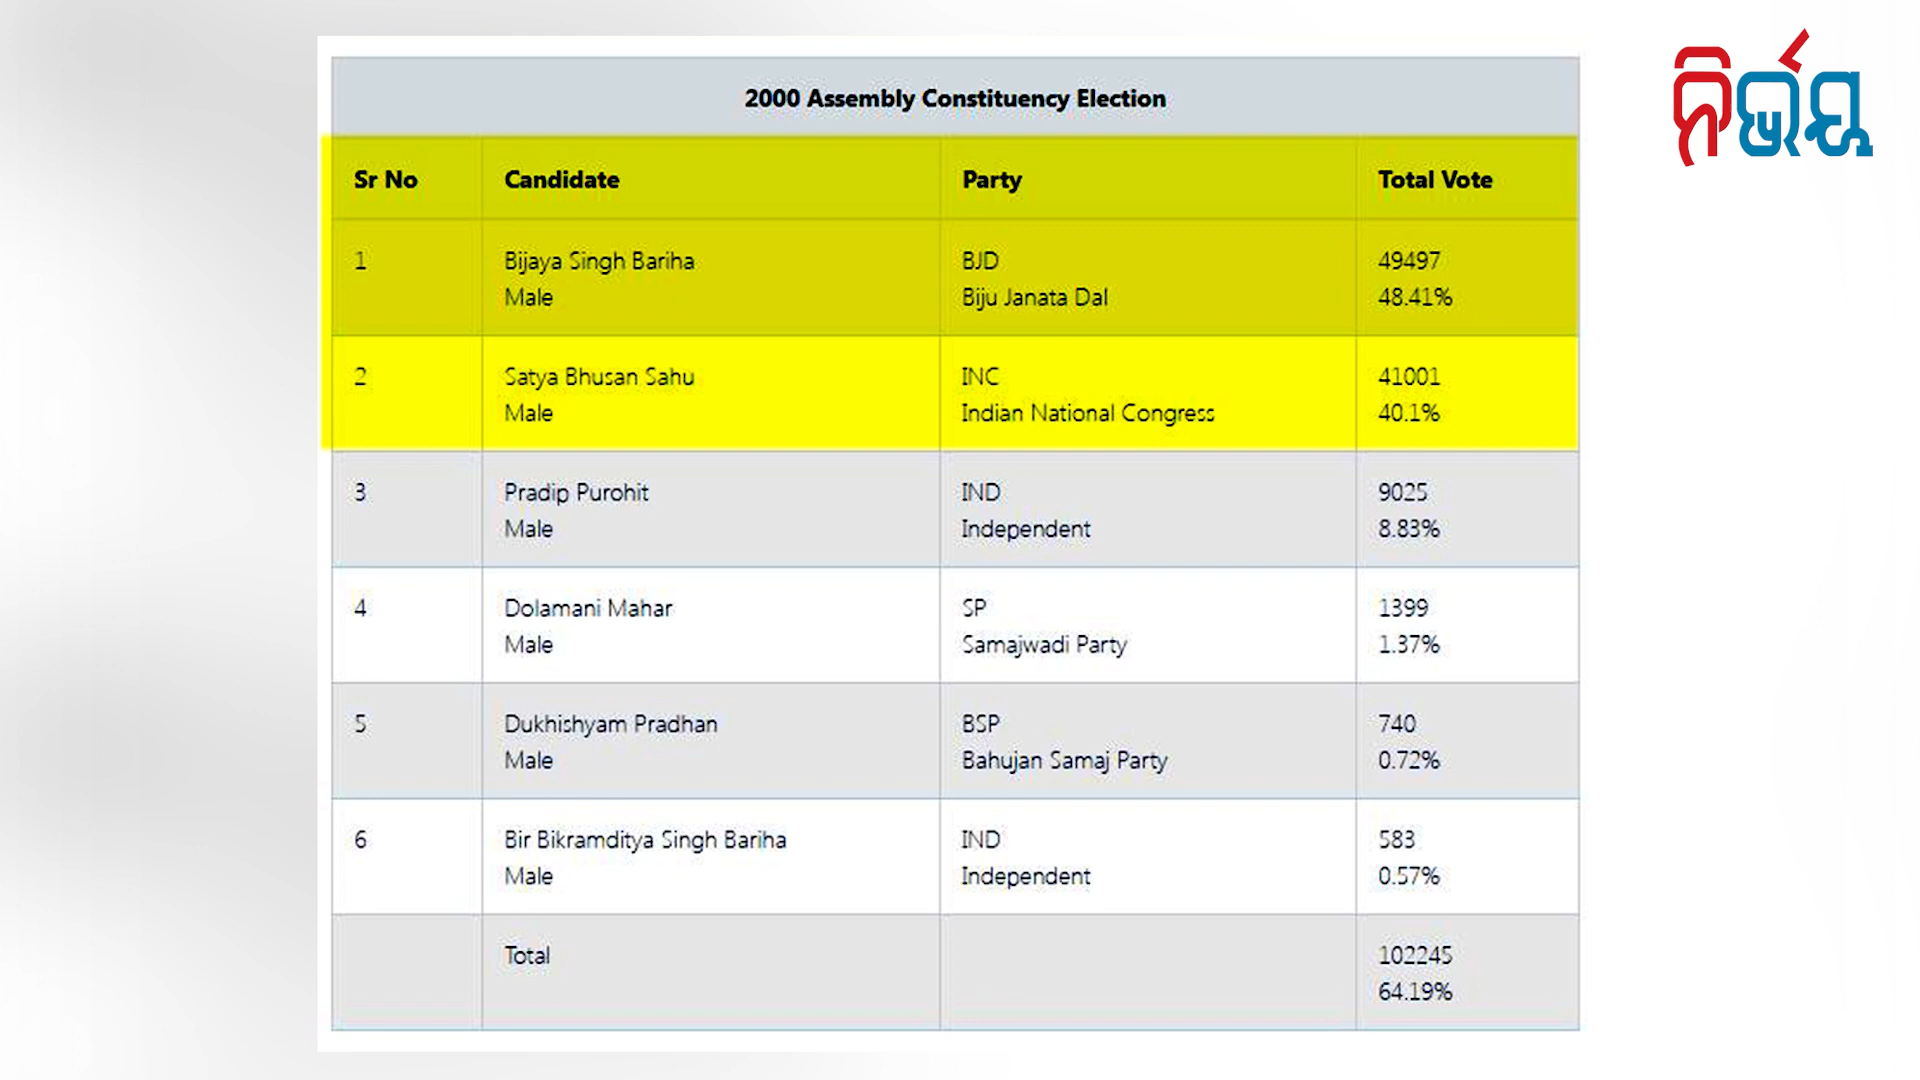 ନିର୍ଭୟ
2000 Assembly Constituency Election
Sr No Candidate Party Total Vote
1 Bijaya Singh Bariha BJD 49497
Male Biju Janata Dal 48.41%
2 Satya Bhusan Sahu INC 41001
Male Indian National Congress 40.1%
3 Pradip Purohit IND 9025
Male Independent 8.83%
4 Dolamani Mahar SP 1399
Male Samajwadi Party 1.37%
5 Dukhishyam Pradhan BSP 740
Male Bahujan Samaj Party 0.72%
6 Bir Bikramditya Singh Bariha IND 583
Male Independent 0.57%
Total 102245
64.19%